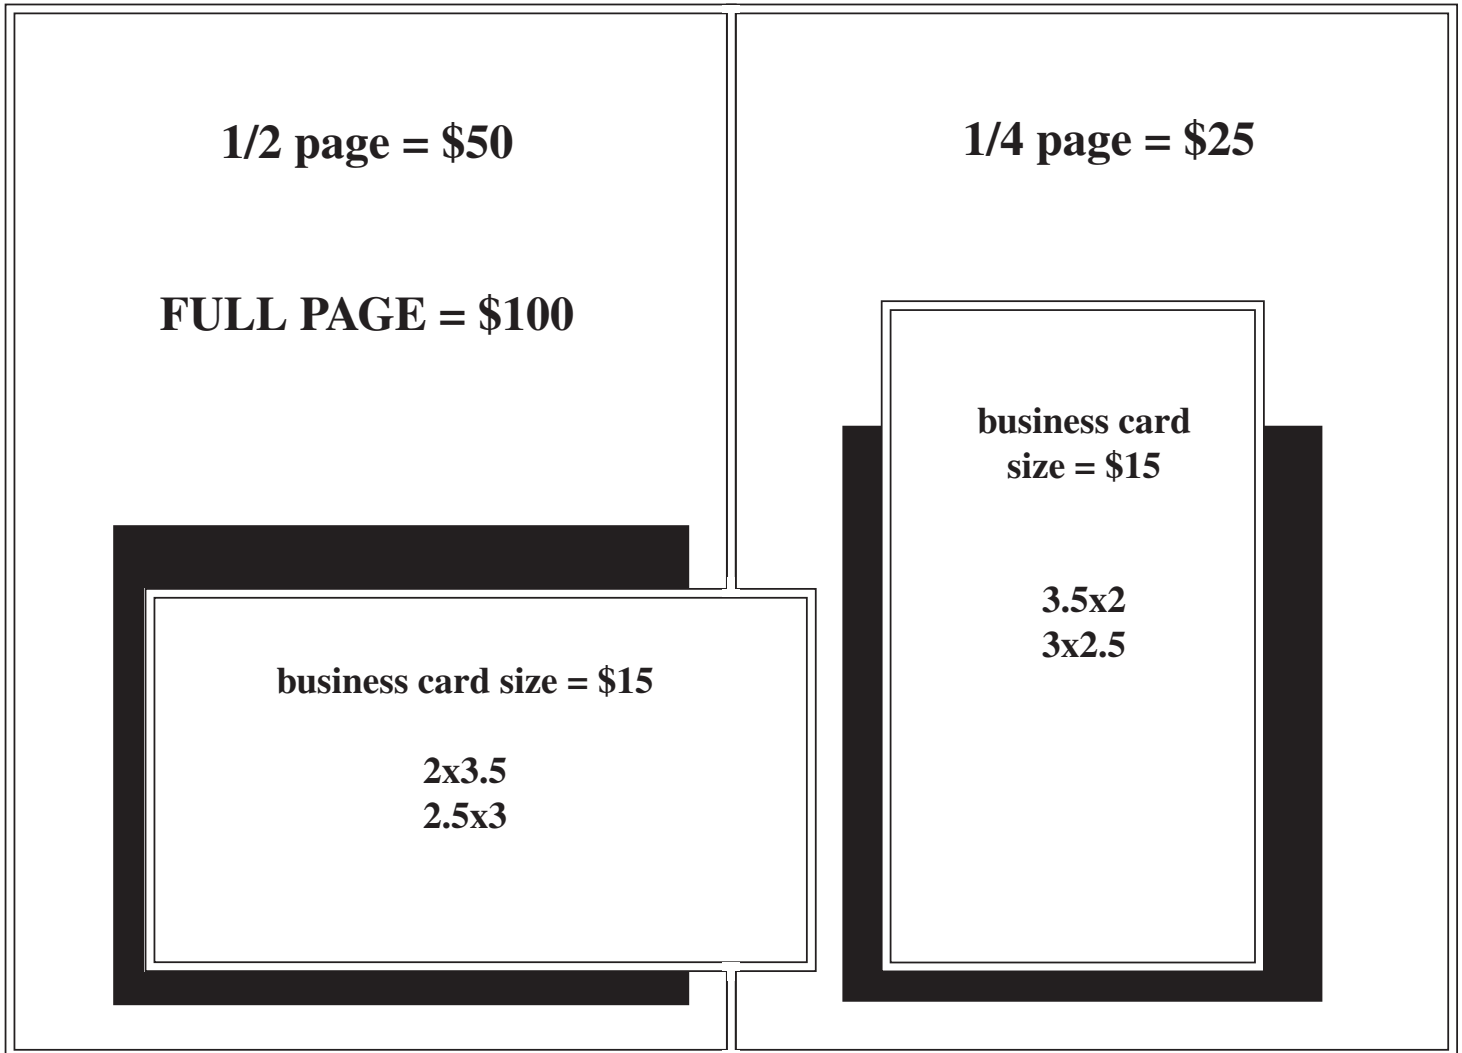 1/2 page = $50
FULL PAGE = $100
business card size = $15
2x3.5
2.5x3
1/4 page = $25
business card
size = $15
3.5x2
3x2.5